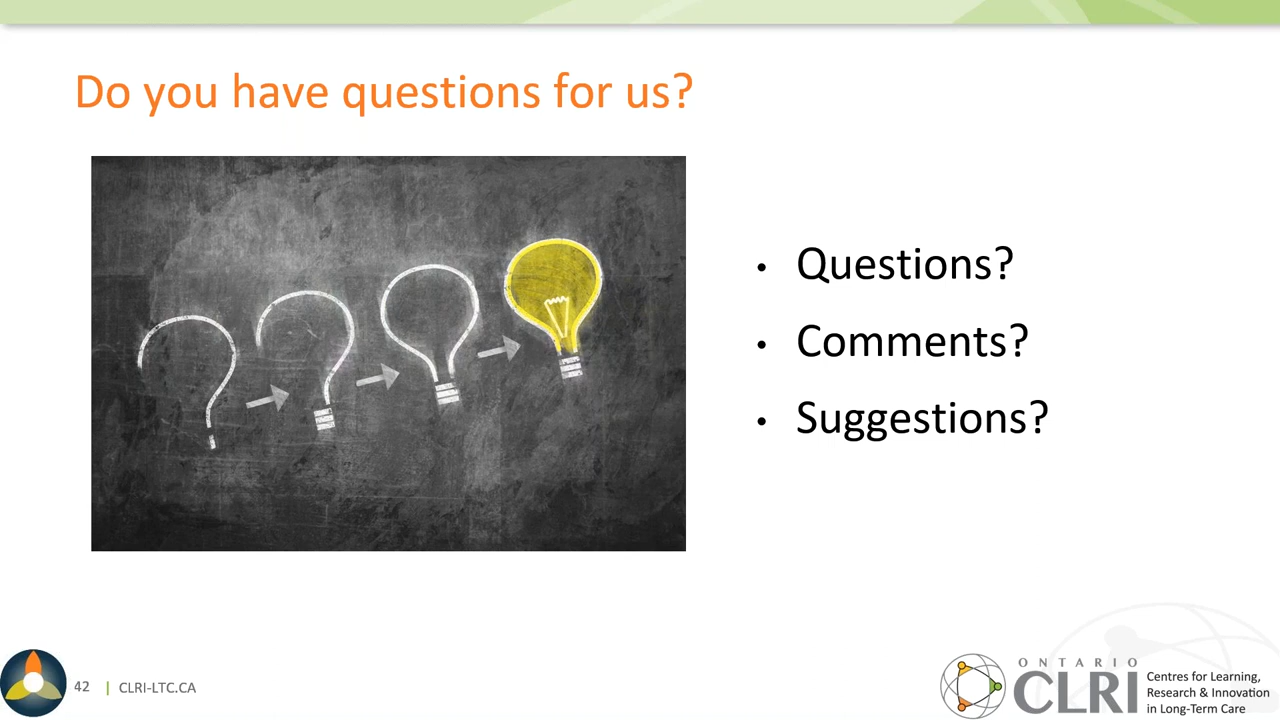 Do you have questions for us?
• Questions?
• Comments?
• Suggestions?
42 | CLRI-LTC.CA
ONTARIO
CLRI
Centres for Learning,
Research & Innovation
in Long-Term Care